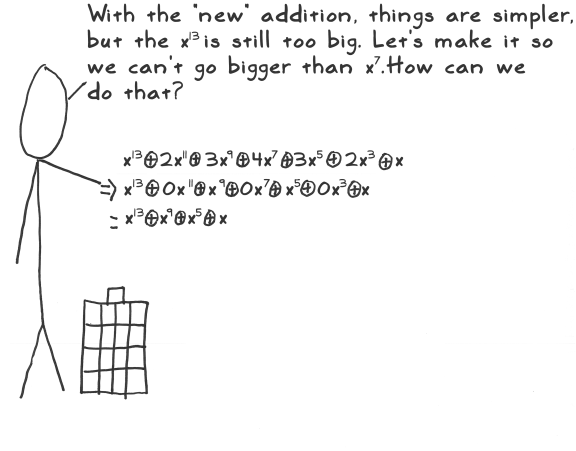 With the "new" addition, things are simpler,
but the x¹³ is still too big. Let's make it so
we can't go bigger than x⁷. How can we
do that?
x¹³⊕2x¹¹⊕3x⁹⊕4x⁷⊕3x⁵⊕2x³⊕x
⇒ x¹³⊕0x¹¹⊕x⁹⊕0x⁷⊕x⁵⊕0x³⊕x
= x¹³⊕x⁹⊕x⁵⊕x